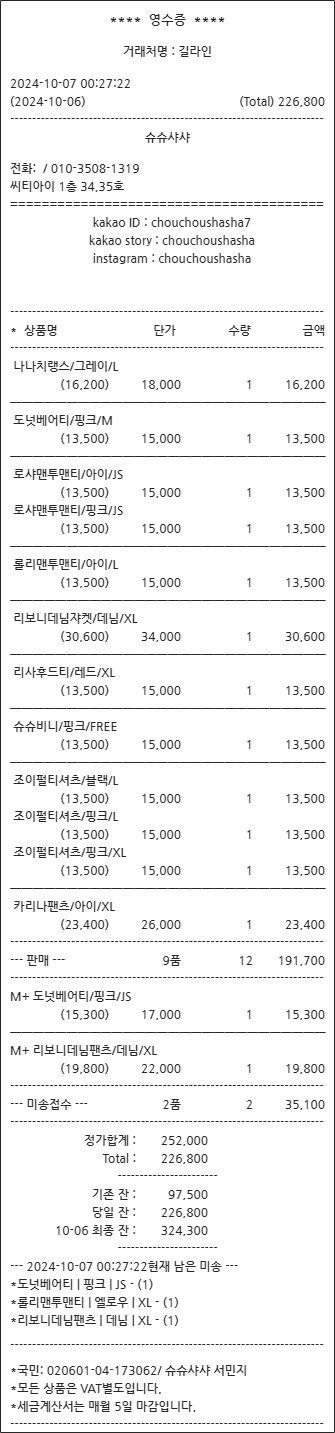 **** 영수증 ****
거래처명 : 길라인
2024-10-07 00:27:22
(2024-10-06) (Total) 226,800
슈슈샤샤
전화: / 010-3508-1319
씨티아이 1층 34,35호
kakao ID : chouchoushasha7
kakao story : chouchoushasha
instagram : chouchoushasha
* 상품명 단가 수량 금액
나나치랭스/그레이/L
(16,200) 18,000 1 16,200
도넛베어티/핑크/M
(13,500) 15,000 1 13,500
로샤맨투맨티/아이/JS
(13,500) 15,000 1 13,500
로샤맨투맨티/핑크/JS
(13,500) 15,000 1 13,500
롤리맨투맨티/아이/L
(13,500) 15,000 1 13,500
리보니데님쟈켓/데님/XL
(30,600) 34,000 1 30,600
리사후드티/레드/XL
(13,500) 15,000 1 13,500
슈슈비니/핑크/FREE
(13,500) 15,000 1 13,500
조이펄티셔츠/블랙/L
(13,500) 15,000 1 13,500
조이펄티셔츠/핑크/L
(13,500) 15,000 1 13,500
조이펄티셔츠/핑크/XL
(13,500) 15,000 1 13,500
카리나팬츠/아이/XL
(23,400) 26,000 1 23,400
--- 판매 --- 9품 12 191,700
M+ 도넛베어티/핑크/JS
(15,300) 17,000 1 15,300
M+ 리보니데님팬츠/데님/XL
(19,800) 22,000 1 19,800
--- 미송접수 --- 2품 2 35,100
정가합계 : 252,000
Total : 226,800
기존 잔 : 97,500
당일 잔 : 226,800
10-06 최종 잔 : 324,300
--- 2024-10-07 00:27:22현재 남은 미송 ---
*도넛베어티 | 핑크 | JS - (1)
*롤리맨투맨티 | 엘로우 | XL - (1)
*리보니데님팬츠 | 데님 | XL - (1)
*국민: 020601-04-173062/ 슈슈샤샤 서민지
*모든 상품은 VAT별도입니다.
*세금계산서는 매월 5일 마감입니다.